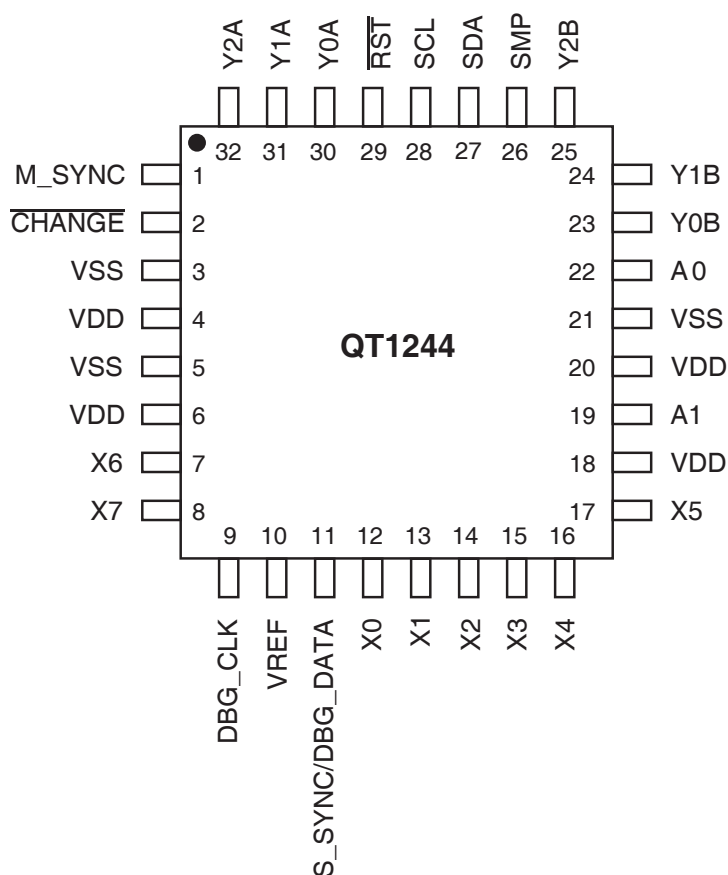 Y2A
Y1A
Y0A
RST
SCL
SDA
SMP
Y2B
32
31
30
29
28
27
26
25
M_SYNC
1
24
Y1B
CHANGE
2
23
Y0B
VSS
3
22
A0
VDD
4
21
VSS
QT1244
VSS
5
20
VDD
VDD
6
19
A1
X6
7
18
VDD
X7
8
17
X5
9
10
11
12
13
14
15
16
DBG_CLK
VREF
S_SYNC/DBG_DATA
X0
X1
X2
X3
X4